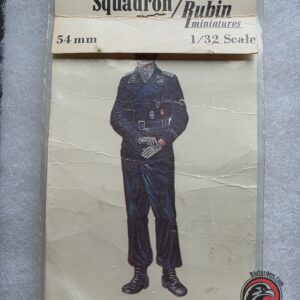 Squadron/Rubin
miniatures
54mm 1/32 Scale